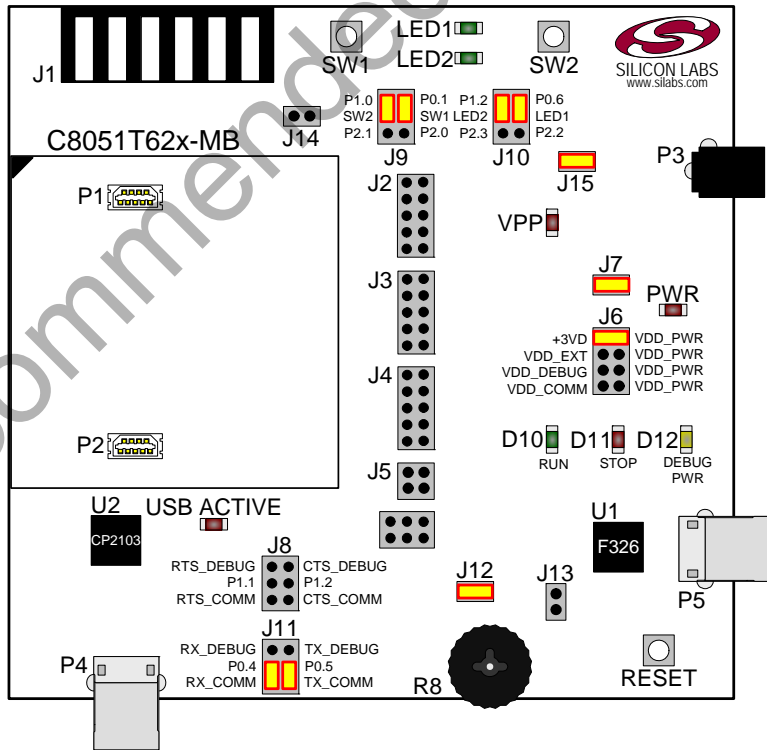 J1
SW1
LED1
LED2
SW2
SILICON LABS
www.silabs.com
J14
P1.0 P0.1
SW2 SW1
P2.1 P2.0
J9
P1.2 P0.6
LED2 LED1
P2.3 P2.2
J10
J15
P3
C8051T62x-MB
P1
J2
VPP
J3
J7
PWR
J6
+3VD VDD_PWR
VDD_EXT VDD_PWR
VDD_DEBUG VDD_PWR
VDD_COMM VDD_PWR
J4
P2
D10
RUN
D11
STOP
D12
DEBUG
PWR
J5
U2
CP2103
USB ACTIVE
U1
F326
J8
RTS_DEBUG CTS_DEBUG
P1.1 P1.2
RTS_COMM CTS_COMM
J12
J13
P5
J11
RX_DEBUG TX_DEBUG
P0.4 P0.5
RX_COMM TX_COMM
P4
R8
RESET
commended